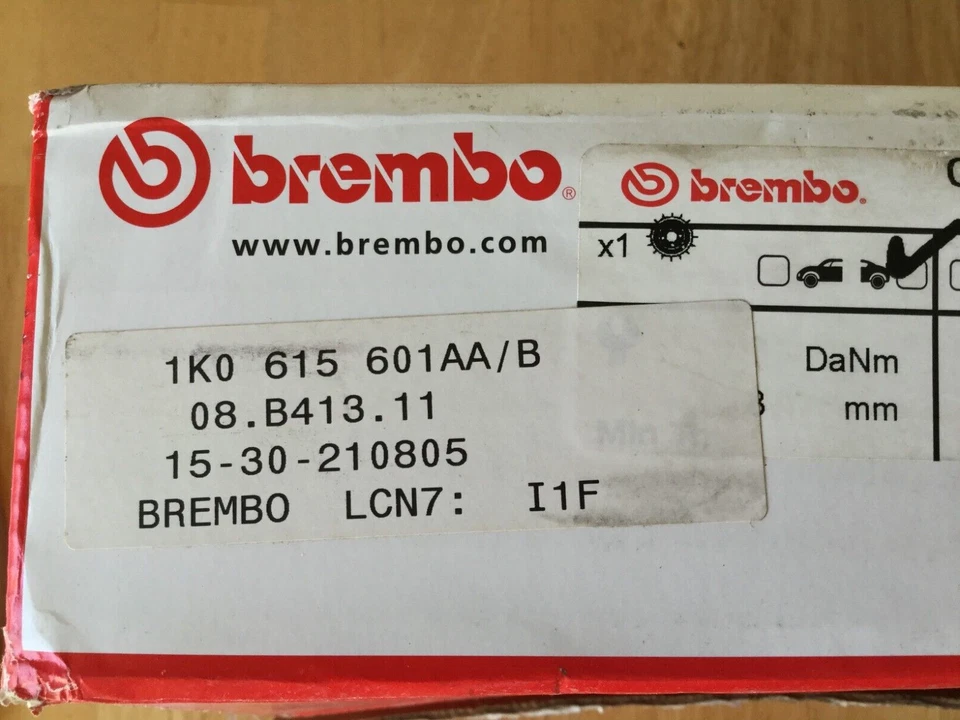 brembo®
www.brembo.com
brembo.
x1
DaNm
mm
1K0 615 601AA/B
08.B413.11
15-30-210805
BREMBO LCN7: I1F